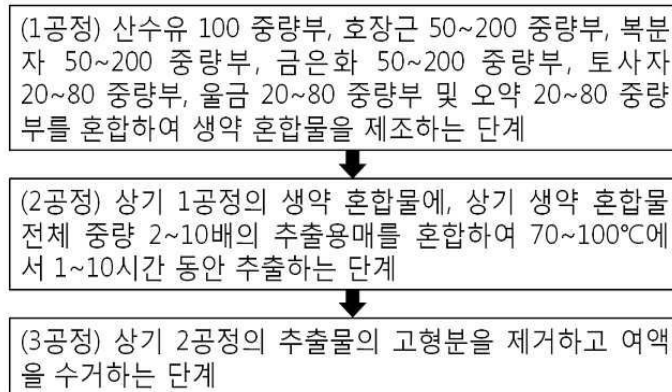 (1공정) 산수유 100 중량부, 호장근 50~200 중량부, 복분
자 50~200 중량부, 금은화 50~200 중량부, 토사자
20~80 중량부, 울금 20~80 중량부 및 오약 20~80 중량
부를 혼합하여 생약 혼합물을 제조하는 단계
(2공정) 상기 1공정의 생약 혼합물에, 상기 생약 혼합물
전체 중량 2~10배의 추출용매를 혼합하여 70~100℃에
서 1~10시간 동안 추출하는 단계
(3공정) 상기 2공정의 추출물의 고형분을 제거하고 여액
을 수거하는 단계